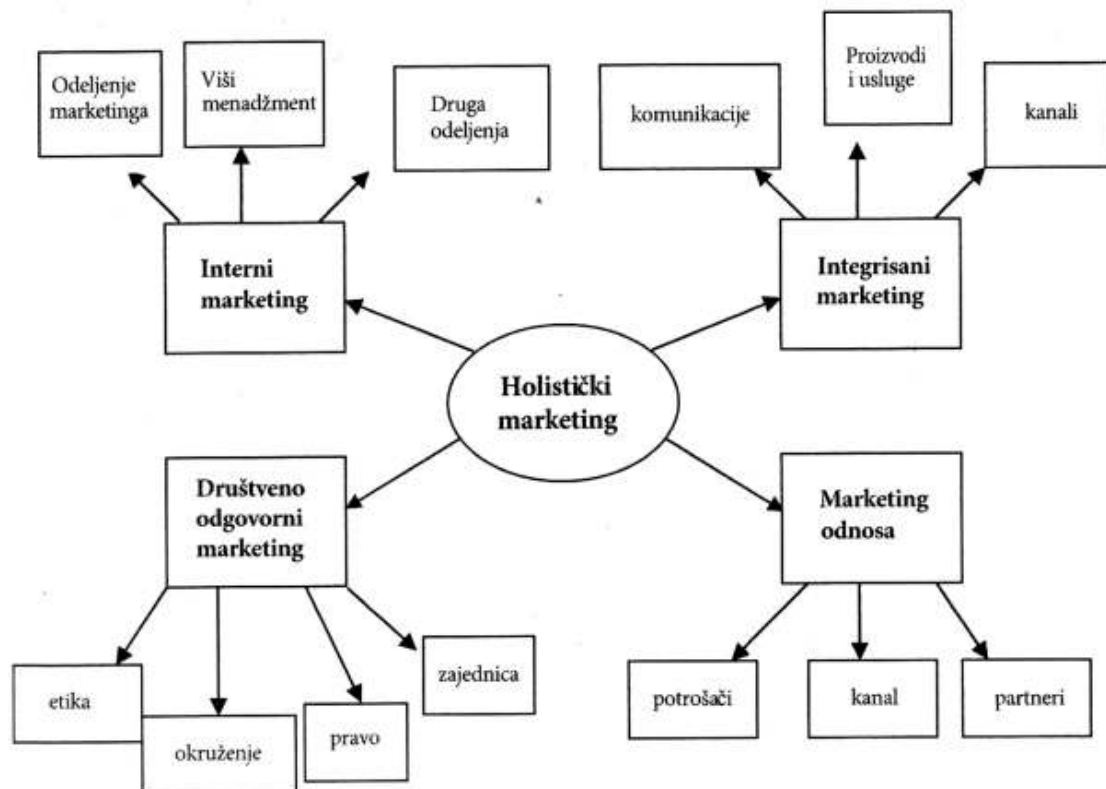 Odeljenje
marketinga
Viši
menadžment
Druga
odeljenja
komunikacije
Proizvodi
i usluge
kanali
Interni
marketing
Integrisani
marketing
Holistički
marketing
Društveno
odgovorni
marketing
Marketing
odnosa
etika
okruženje
pravo
zajednica
potrošači
kanal
partneri